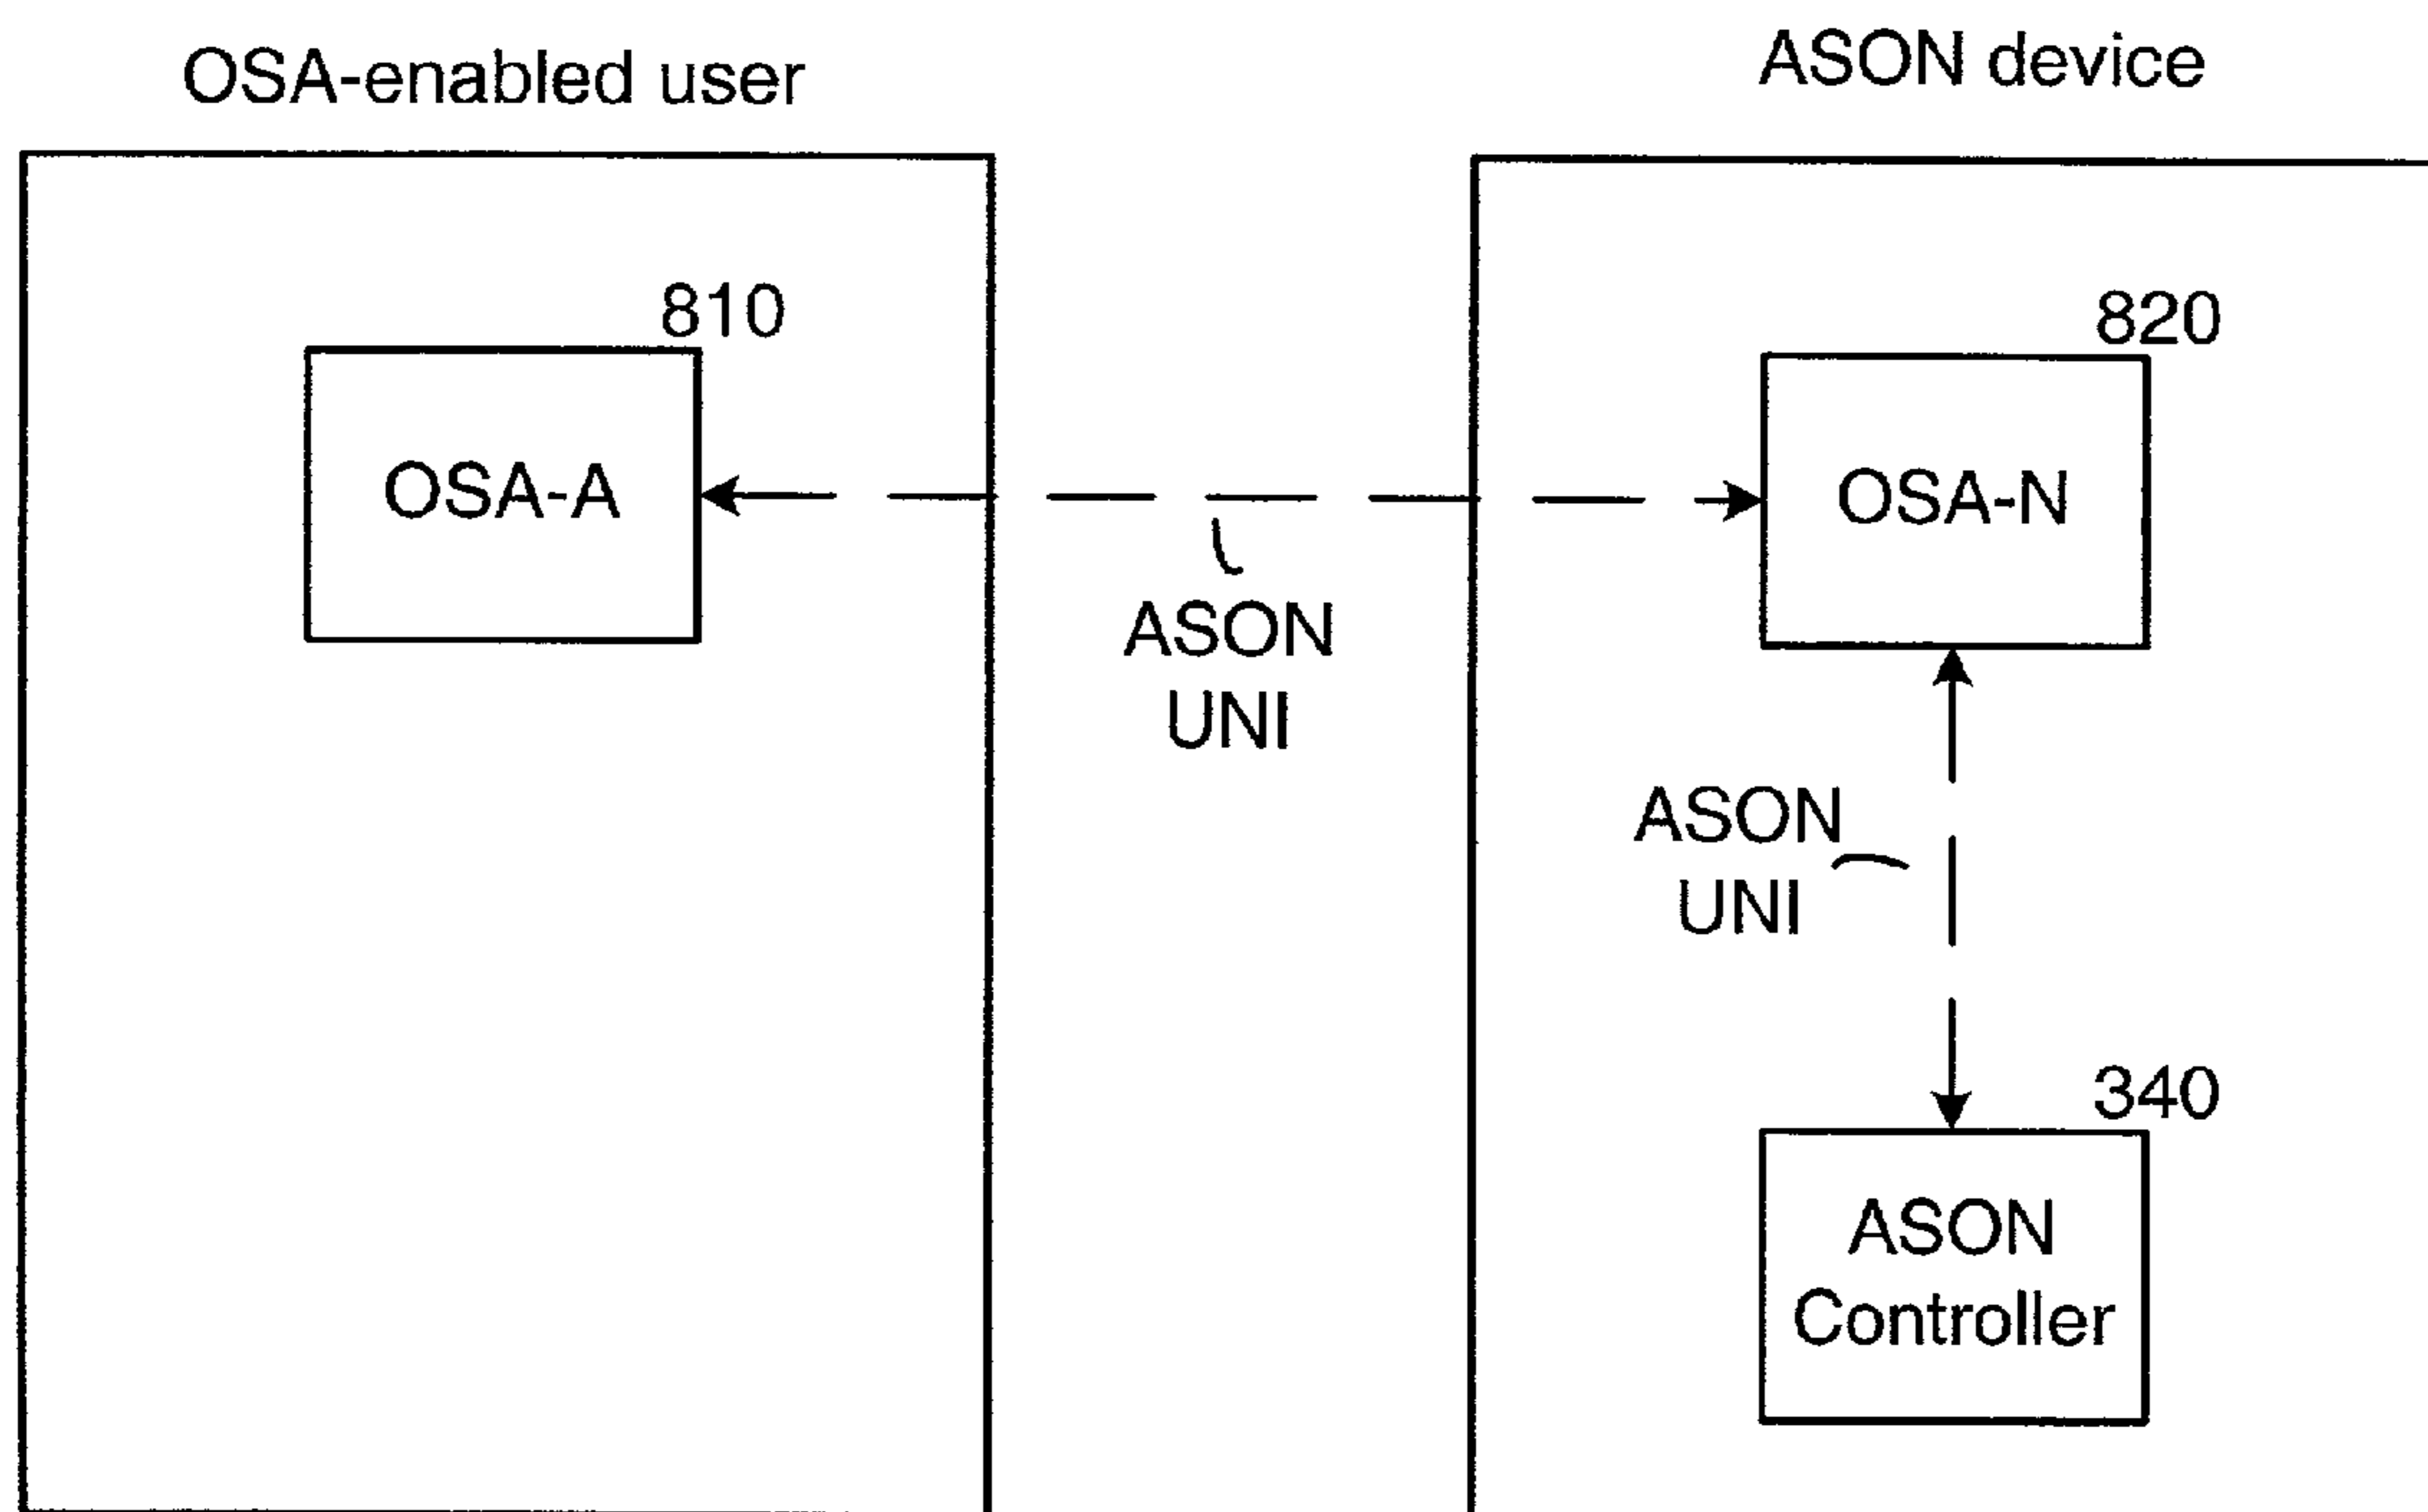 OSA-enabled user
ASON device
810
820
OSA-A
OSA-N
ASON
UNI
ASON
UNI
340
ASON
Controller